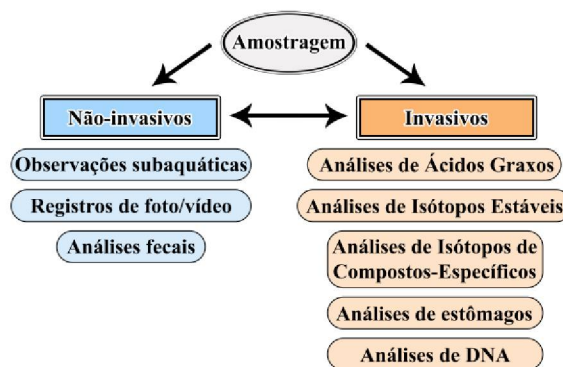 Amostragem
Não-invasivos
Observações subaquáticas
Registros de foto/vídeo
Análises fecais
Invasivos
Análises de Ácidos Graxos
Análises de Isótopos Estáveis
Análises de Isótopos de
Compostos-Específicos
Análises de estômagos
Análises de DNA